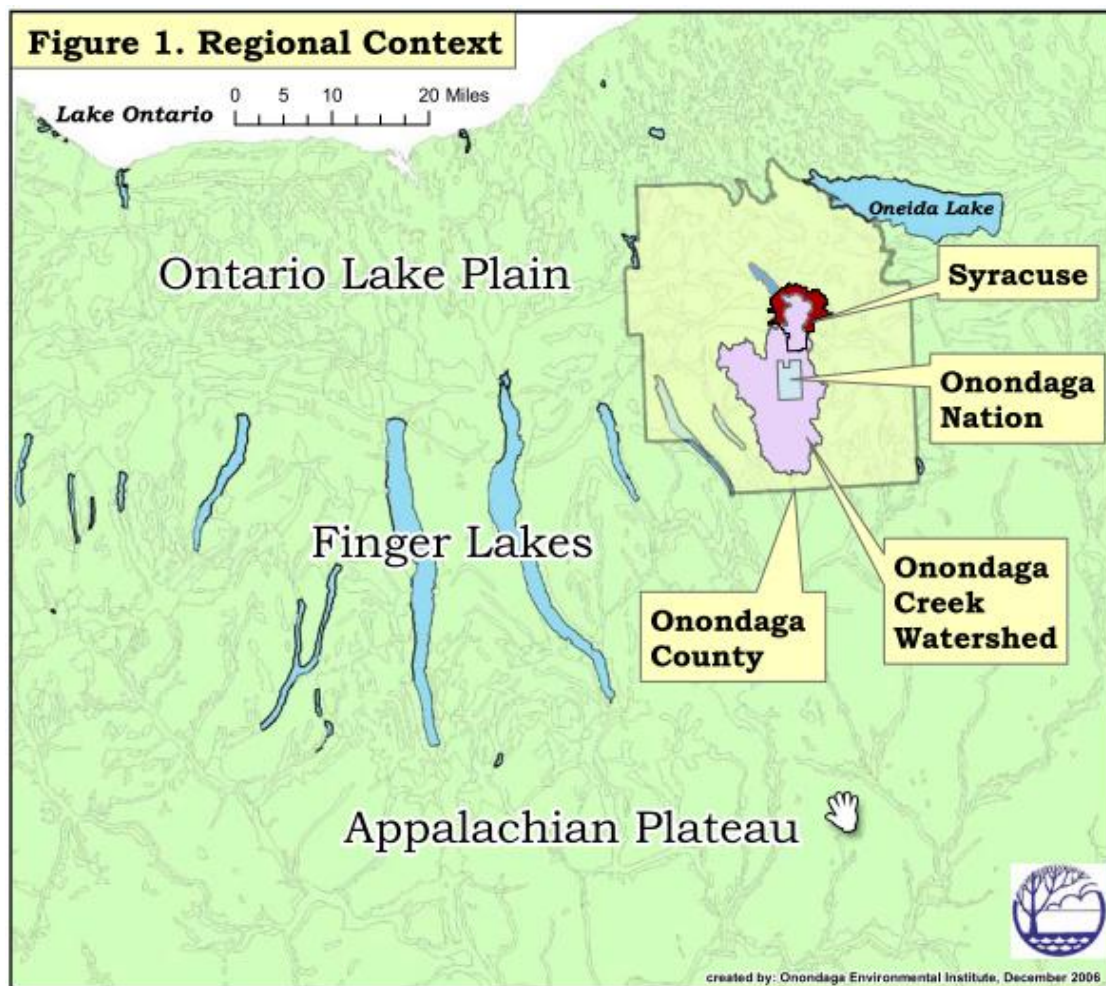 Figure 1. Regional Context
0 5 10 20 Miles
Lake Ontario
Oneida Lake
Ontario Lake Plain
Syracuse
Onondaga
Nation
Finger Lakes
Onondaga
Creek
Watershed
Onondaga
County
Appalachian Plateau
created by: Onondaga Environmental Institute, December 2006